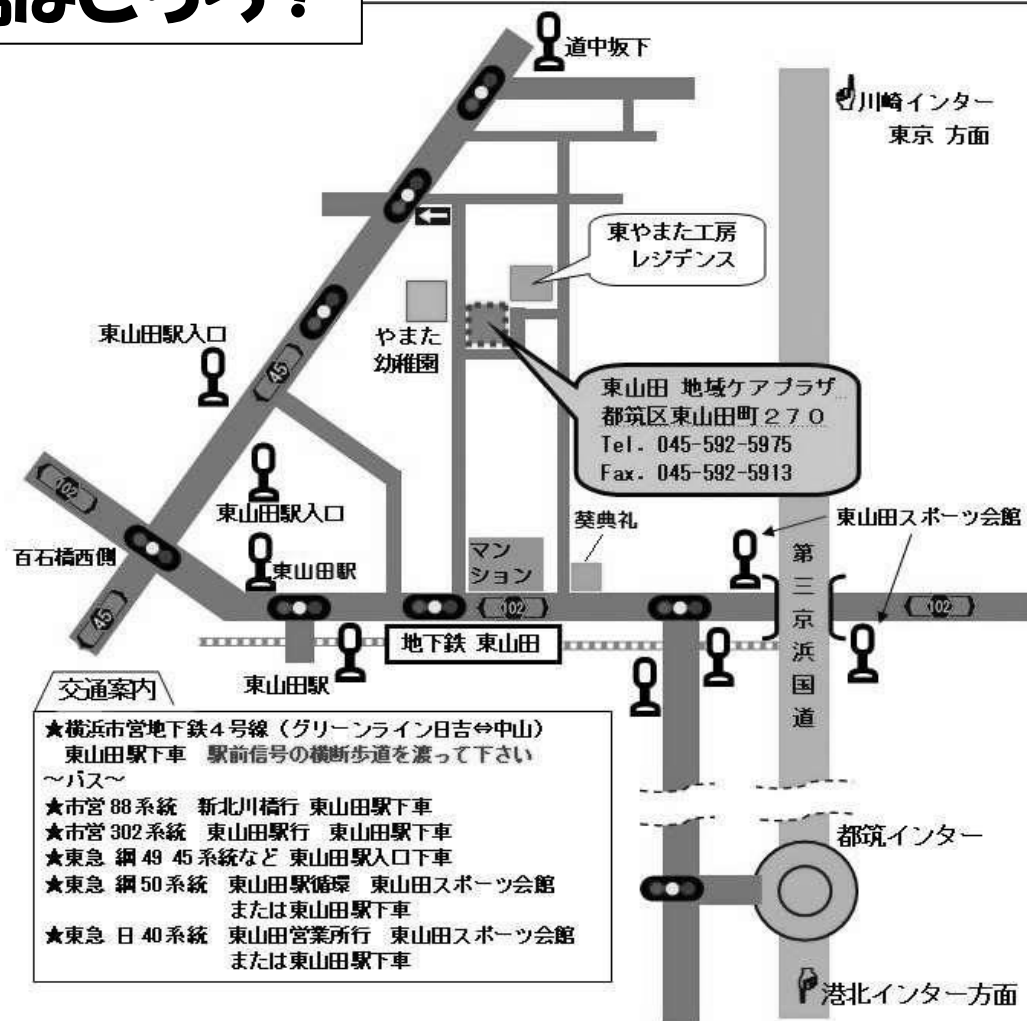 はどっち?
道中坂下
川崎インター
東京 方面
東やまた工房
レジデンス
東山田駅入口
45
やまた
幼稚園
東山田 地域ケアプラザ
都筑区東山田町270
Tel. 045-592-5975
Fax. 045-592-5913
102
東山田駅入口
百石橋西側
葵典礼
東山田スポーツ会館
東山田駅
マン
ション
第三京浜国道
102
102
45
地下鉄 東山田
東山田駅
交通案内
★横浜市営地下鉄4号線(グリーンライン日吉⇔中山)
東山田駅下車 駅前信号の横断歩道を渡って下さい
~バス~
★市営88系統 新北川橋行 東山田駅下車
★市営302系統 東山田駅行 東山田駅下車
★東急 綱49 45系統など 東山田駅入口下車
★東急 綱50系統 東山田駅循環 東山田スポーツ会館
または東山田駅下車
★東急 日40系統 東山田営業所行 東山田スポーツ会館
または東山田駅下車
都筑インター
港北インター方面